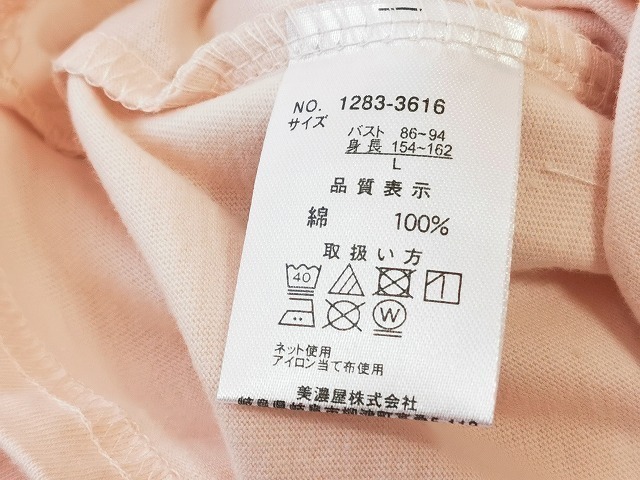 NO. 1283-3616
サイズ
バスト 86~94
身長 154~162
L
品質表示
綿 100%
取扱い方
40
W
ネット使用
アイロン当て布使用
美濃屋株式会社